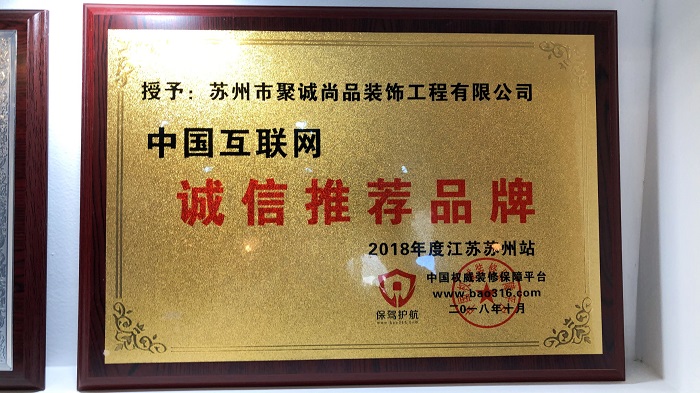 授予：苏州市聚诚尚品装饰工程有限公司
中国互联网
诚信推荐品牌
2018年度江苏苏州站
中国权威装修保障平台
www.bao316.com
保驾护航
二〇一八年十月